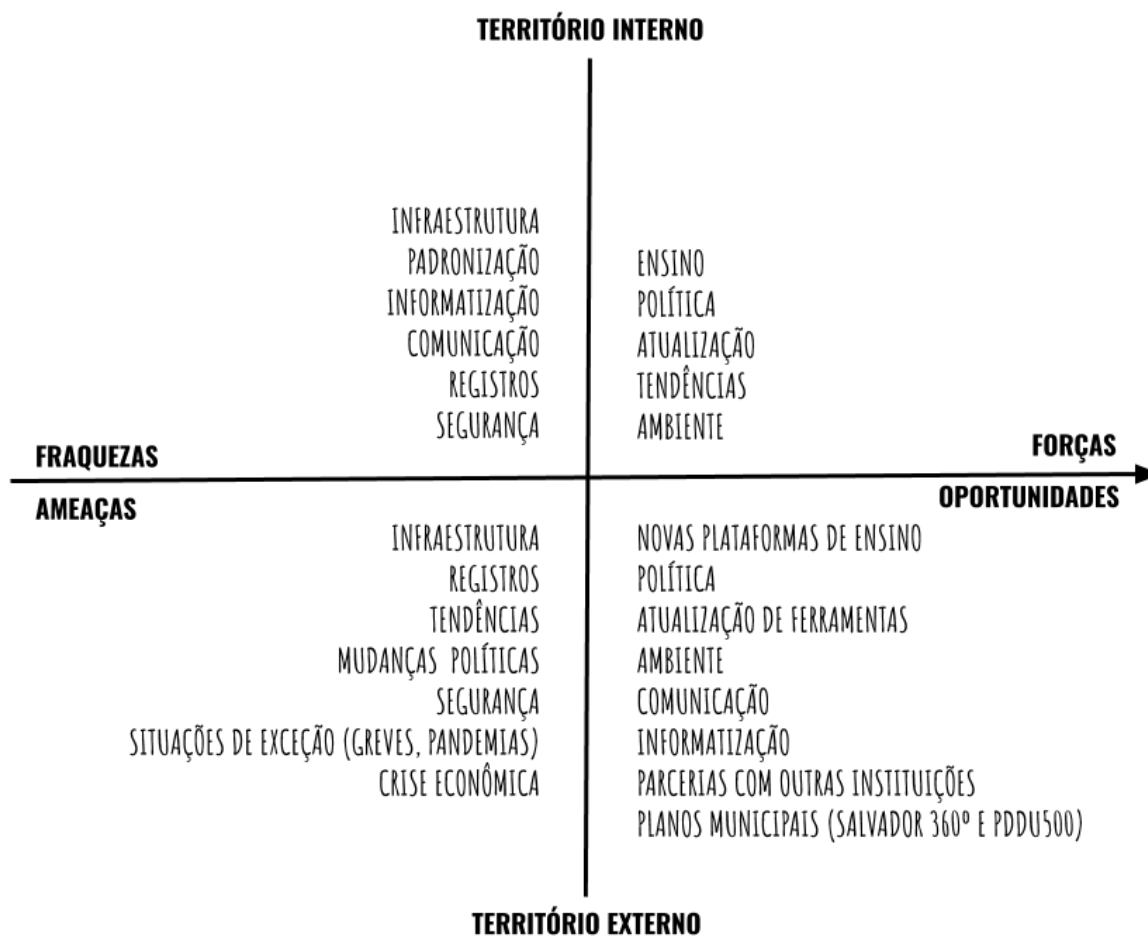 TERRITÓRIO INTERNO
INFRAESTRUTURA
PADRONIZAÇÃO
INFORMATIZAÇÃO
COMUNICAÇÃO
REGISTROS
SEGURANÇA
ENSINO
POLÍTICA
ATUALIZAÇÃO
TENDÊNCIAS
AMBIENTE
FRAQUEZAS
FORÇAS
AMEAÇAS
OPORTUNIDADES
INFRAESTRUTURA
REGISTROS
TENDÊNCIAS
MUDANÇAS POLÍTICAS
SEGURANÇA
SITUAÇÕES DE EXCEÇÃO (GREVES, PANDEMIAS)
CRISE ECONÔMICA
NOVAS PLATAFORMAS DE ENSINO
POLÍTICA
ATUALIZAÇÃO DE FERRAMENTAS
AMBIENTE
COMUNICAÇÃO
INFORMATIZAÇÃO
PARCERIAS COM OUTRAS INSTITUIÇÕES
PLANOS MUNICIPAIS (SALVADOR 360º E PDDU500)
TERRITÓRIO EXTERNO